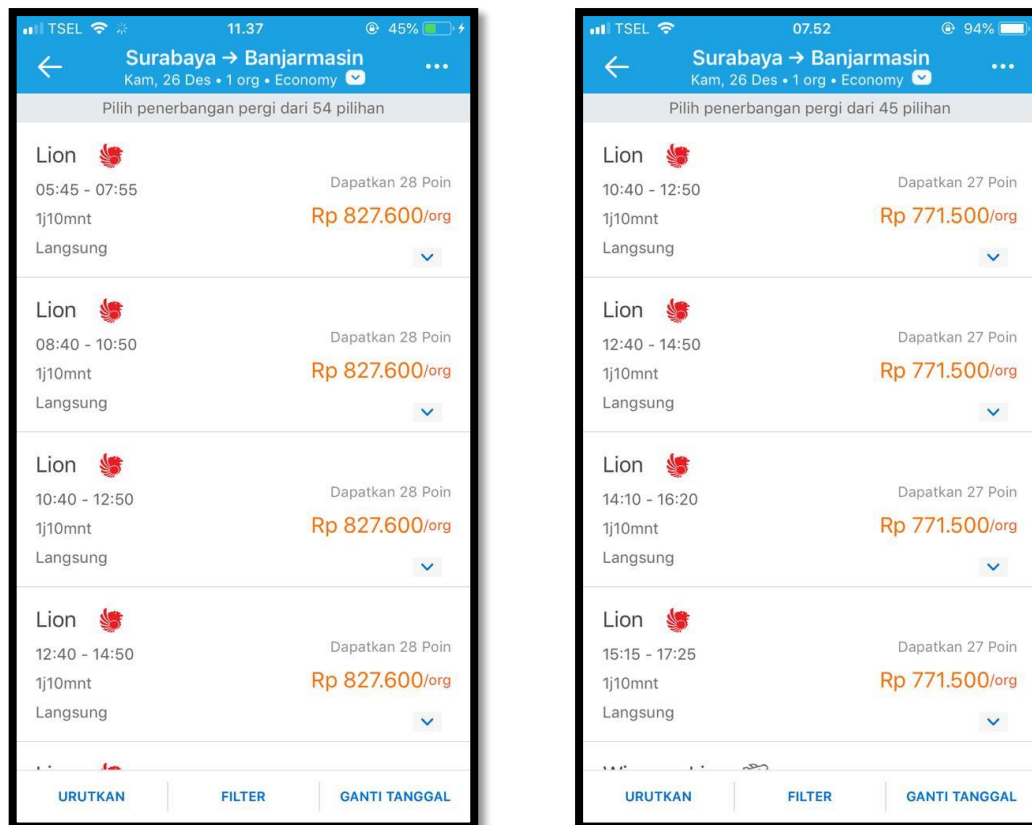 TSEL 11.37 45%
Surabaya → Banjarmasin
Kam, 26 Des • 1 org • Economy
Pilih penerbangan pergi dari 54 pilihan
Lion
05:45 - 07:55
Dapatkan 28 Poin
1j10mnt
Rp 827.600/org
Langsung
Lion
08:40 - 10:50
Dapatkan 28 Poin
1j10mnt
Rp 827.600/org
Langsung
Lion
10:40 - 12:50
Dapatkan 28 Poin
1j10mnt
Rp 827.600/org
Langsung
Lion
12:40 - 14:50
Dapatkan 28 Poin
1j10mnt
Rp 827.600/org
Langsung
URUTKAN FILTER GANTI TANGGAL
TSEL 07.52 94%
Surabaya → Banjarmasin
Kam, 26 Des • 1 org • Economy
Pilih penerbangan pergi dari 45 pilihan
Lion
10:40 - 12:50
Dapatkan 27 Poin
1j10mnt
Rp 771.500/org
Langsung
Lion
12:40 - 14:50
Dapatkan 27 Poin
1j10mnt
Rp 771.500/org
Langsung
Lion
14:10 - 16:20
Dapatkan 27 Poin
1j10mnt
Rp 771.500/org
Langsung
Lion
15:15 - 17:25
Dapatkan 27 Poin
1j10mnt
Rp 771.500/org
Langsung
URUTKAN FILTER GANTI TANGGAL